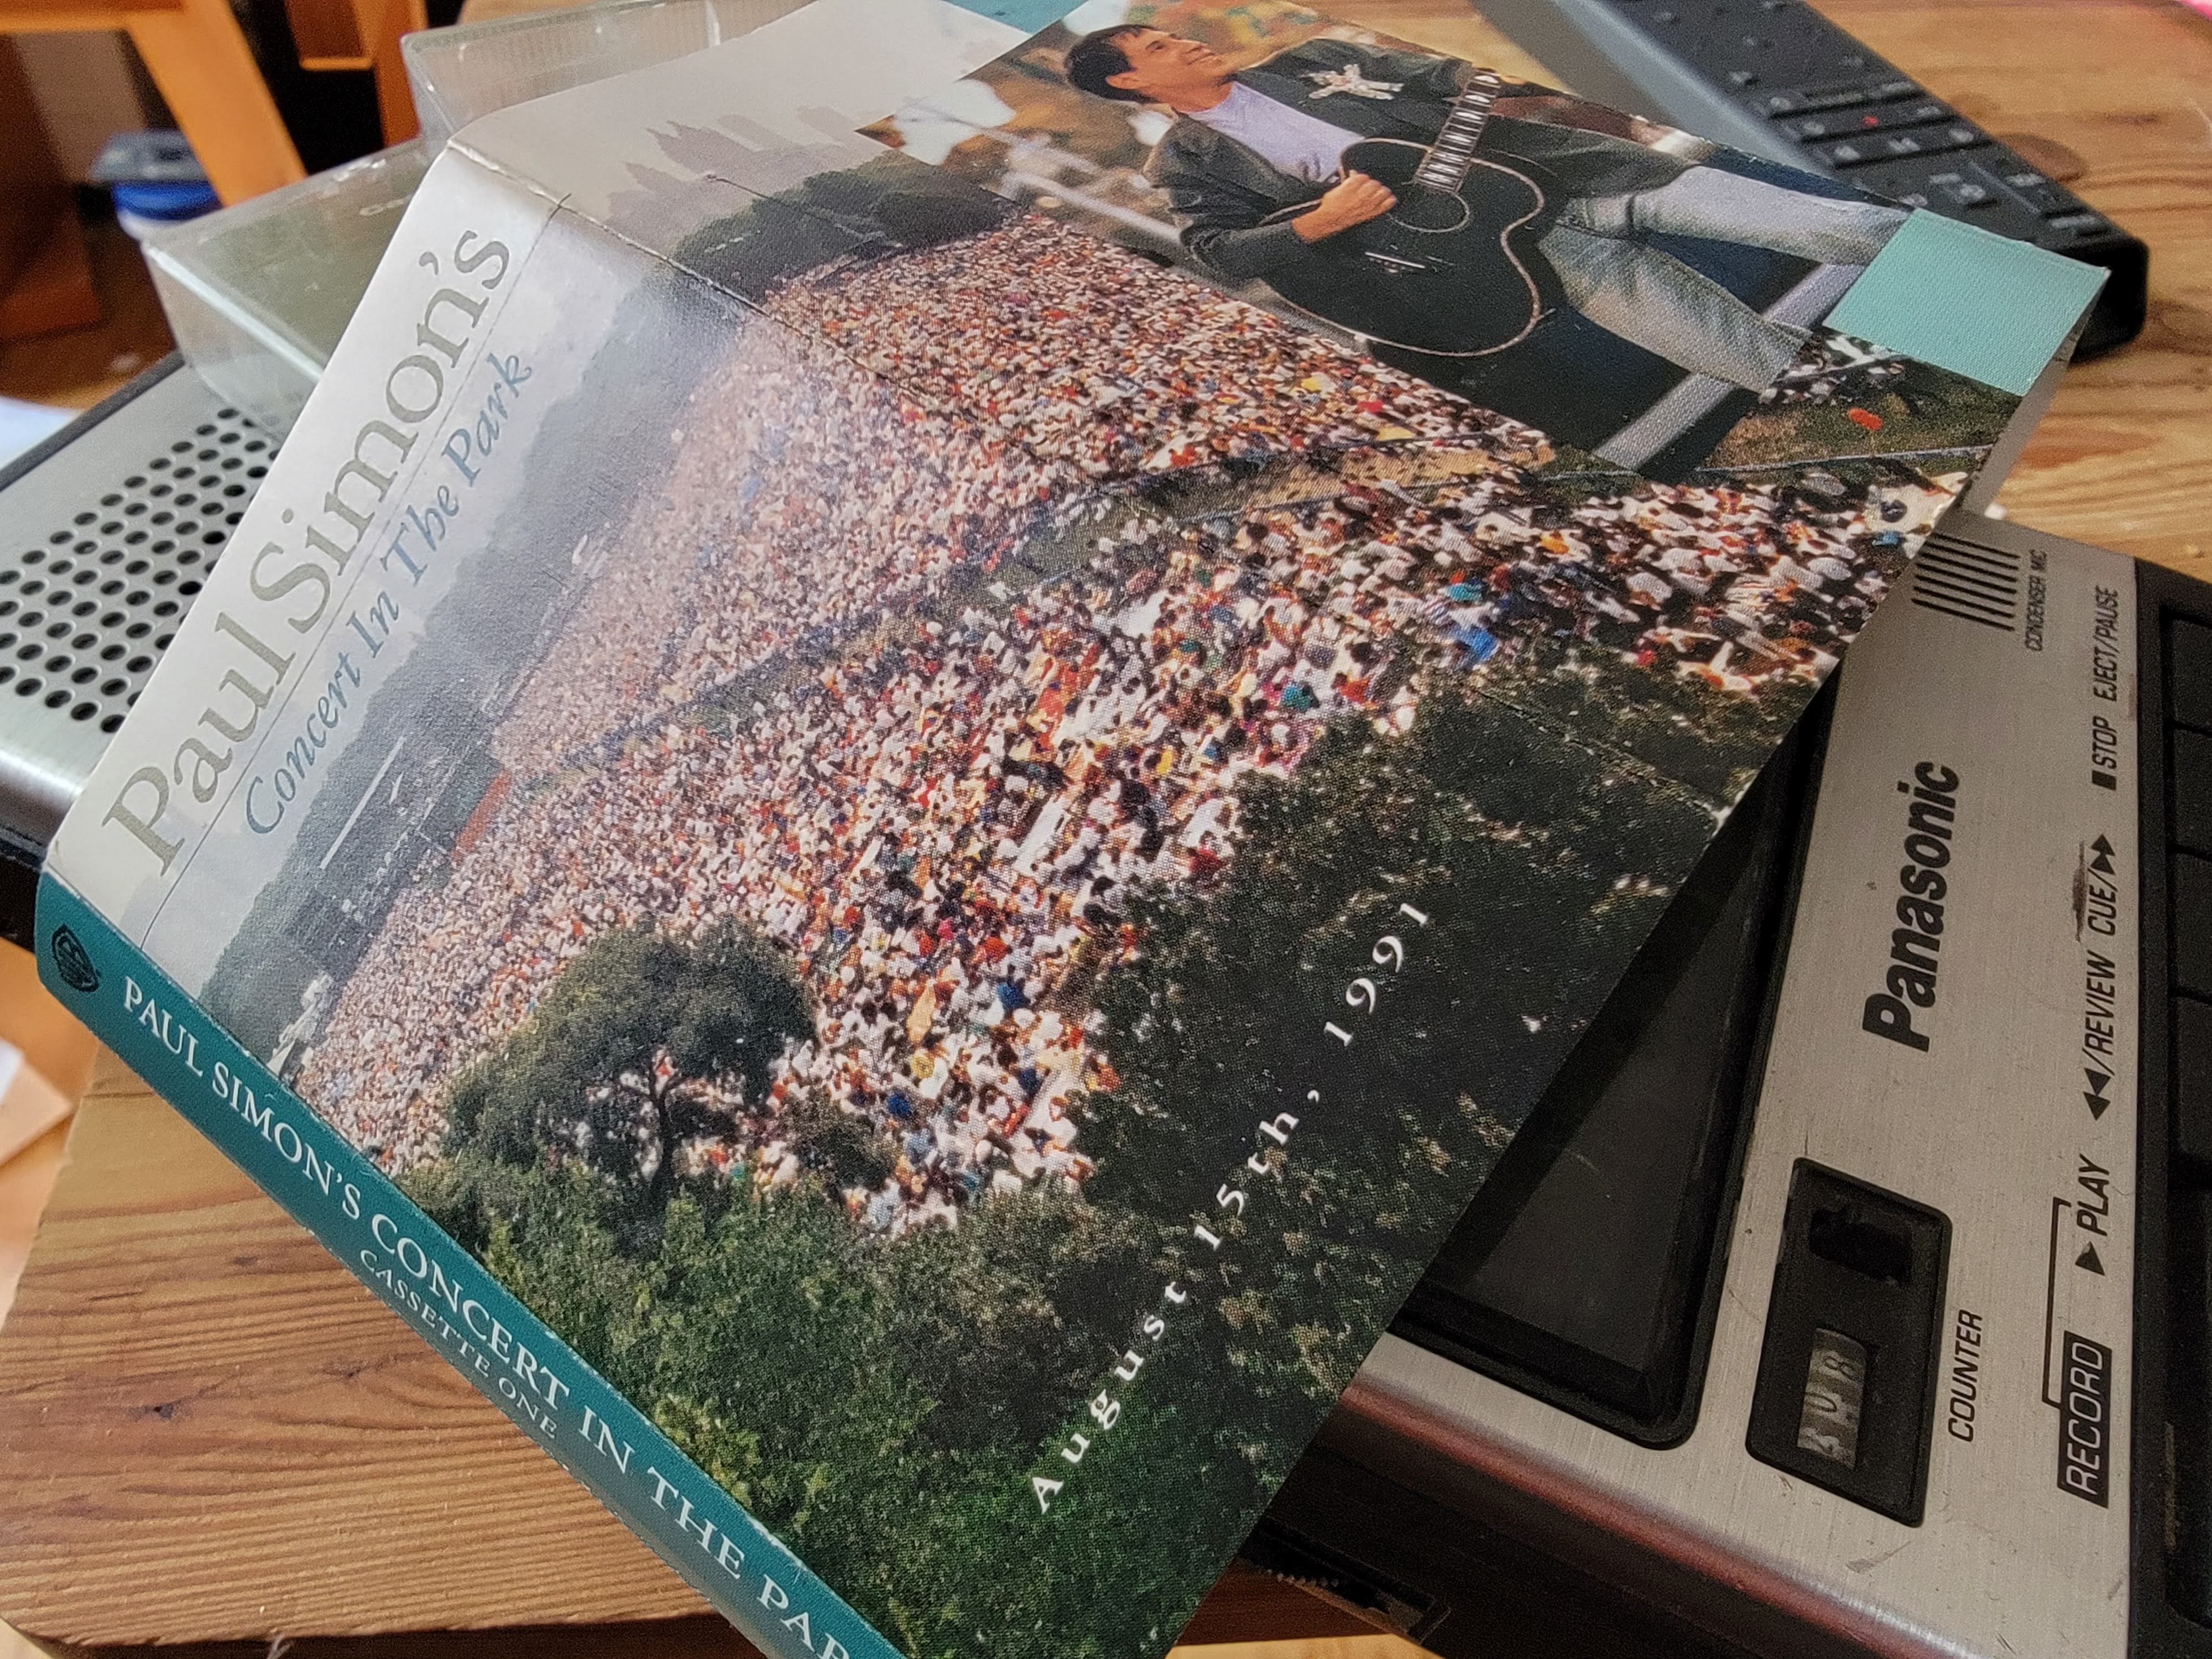 Paul Simon's
Concert In The Park
August 15th, 1991
PAUL SIMON'S CONCERT IN THE PAR
CASSETTE ONE
Panasonic
CONDENSER MIC
■STOP EJECT/PAUSE
◀◀/REVIEW CUE/▶▶
▶PLAY
RECORD
COUNTER